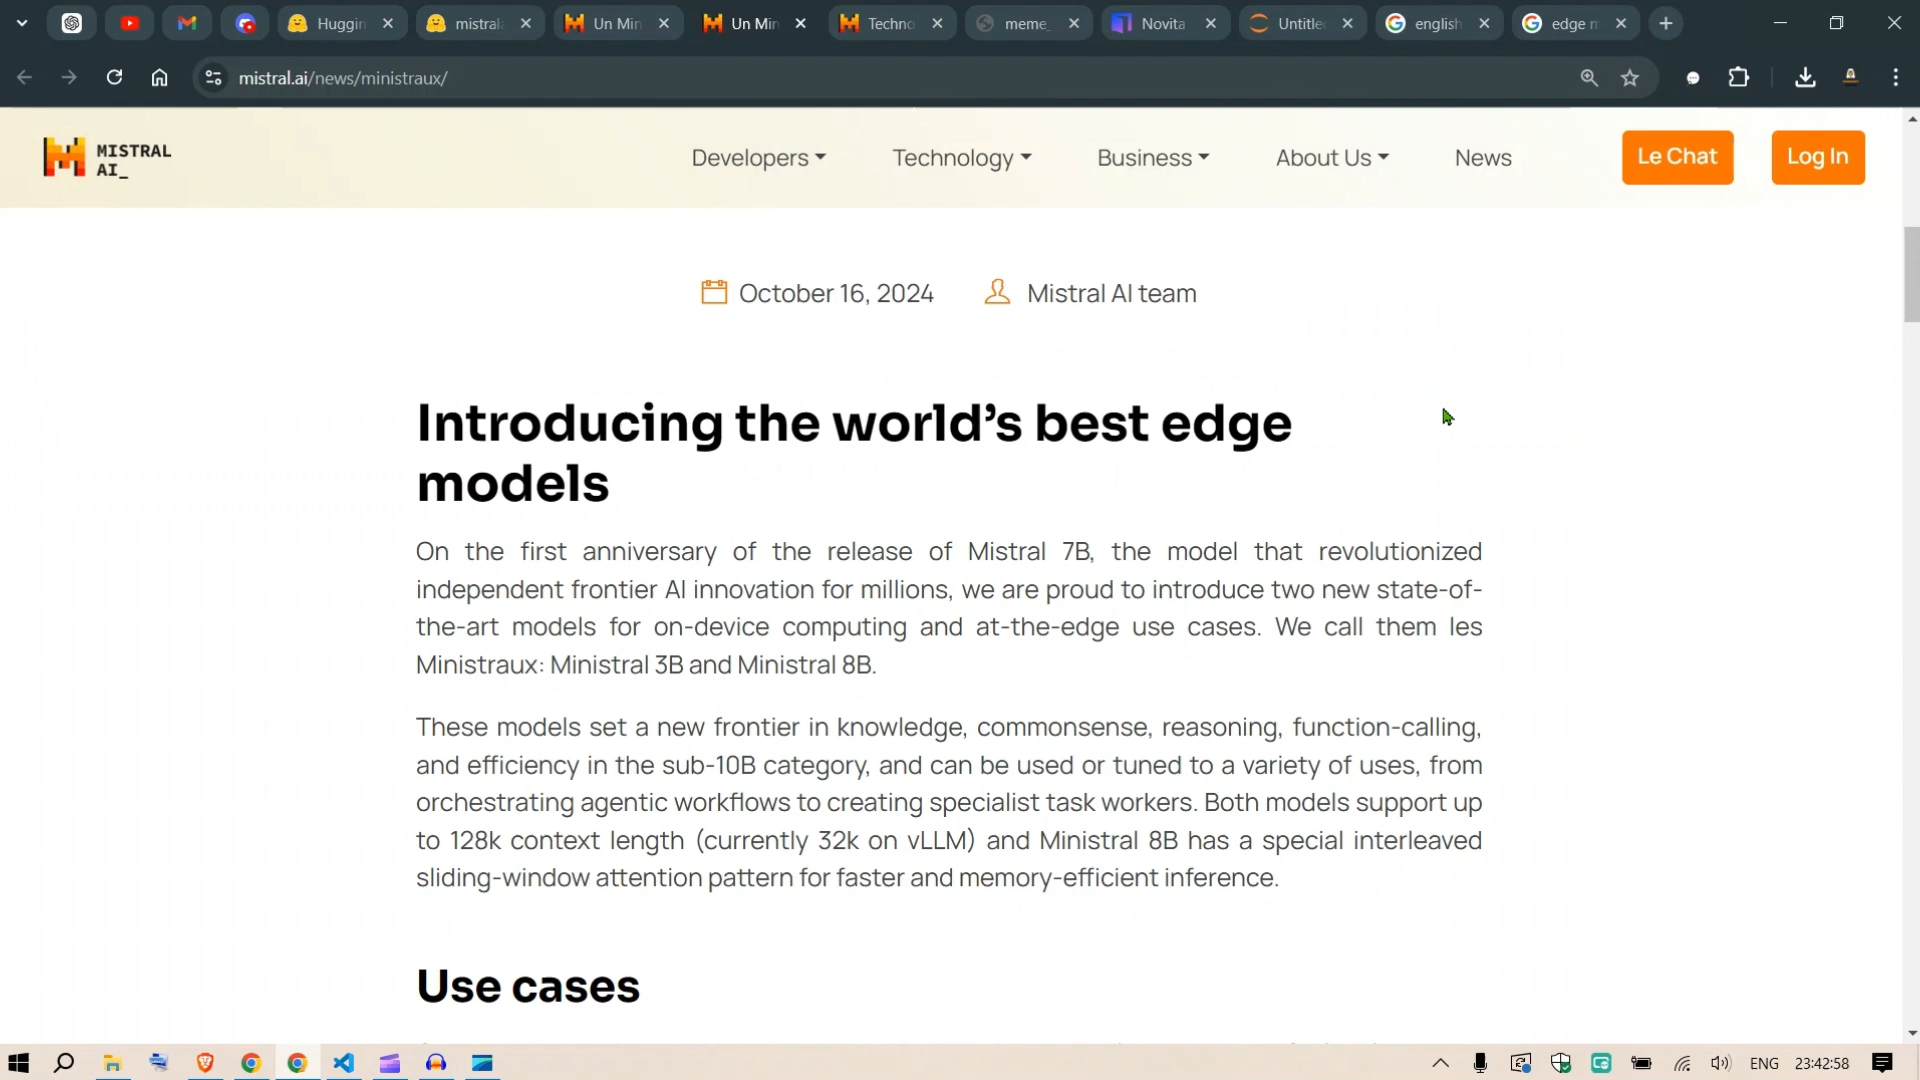 Huggin
mistrala
Un Min
Un Min
Techno
meme_
Novita
Untitle
english
edge m
mistral.ai/news/ministraux/
MISTRAL
AI_
Developers
Technology
Business
About Us
News
Le Chat
Log In
October 16, 2024
Mistral AI team
Introducing the world’s best edge
models
On the first anniversary of the release of Mistral 7B, the model that revolutionized
independent frontier AI innovation for millions, we are proud to introduce two new state-of-
the-art models for on-device computing and at-the-edge use cases. We call them les
Ministraux: Ministral 3B and Ministral 8B.
These models set a new frontier in knowledge, commonsense, reasoning, function-calling,
and efficiency in the sub-10B category, and can be used or tuned to a variety of uses, from
orchestrating agentic workflows to creating specialist task workers. Both models support up
to 128k context length (currently 32k on vLLM) and Ministral 8B has a special interleaved
sliding-window attention pattern for faster and memory-efficient inference.
Use cases
ENG
23:42:58